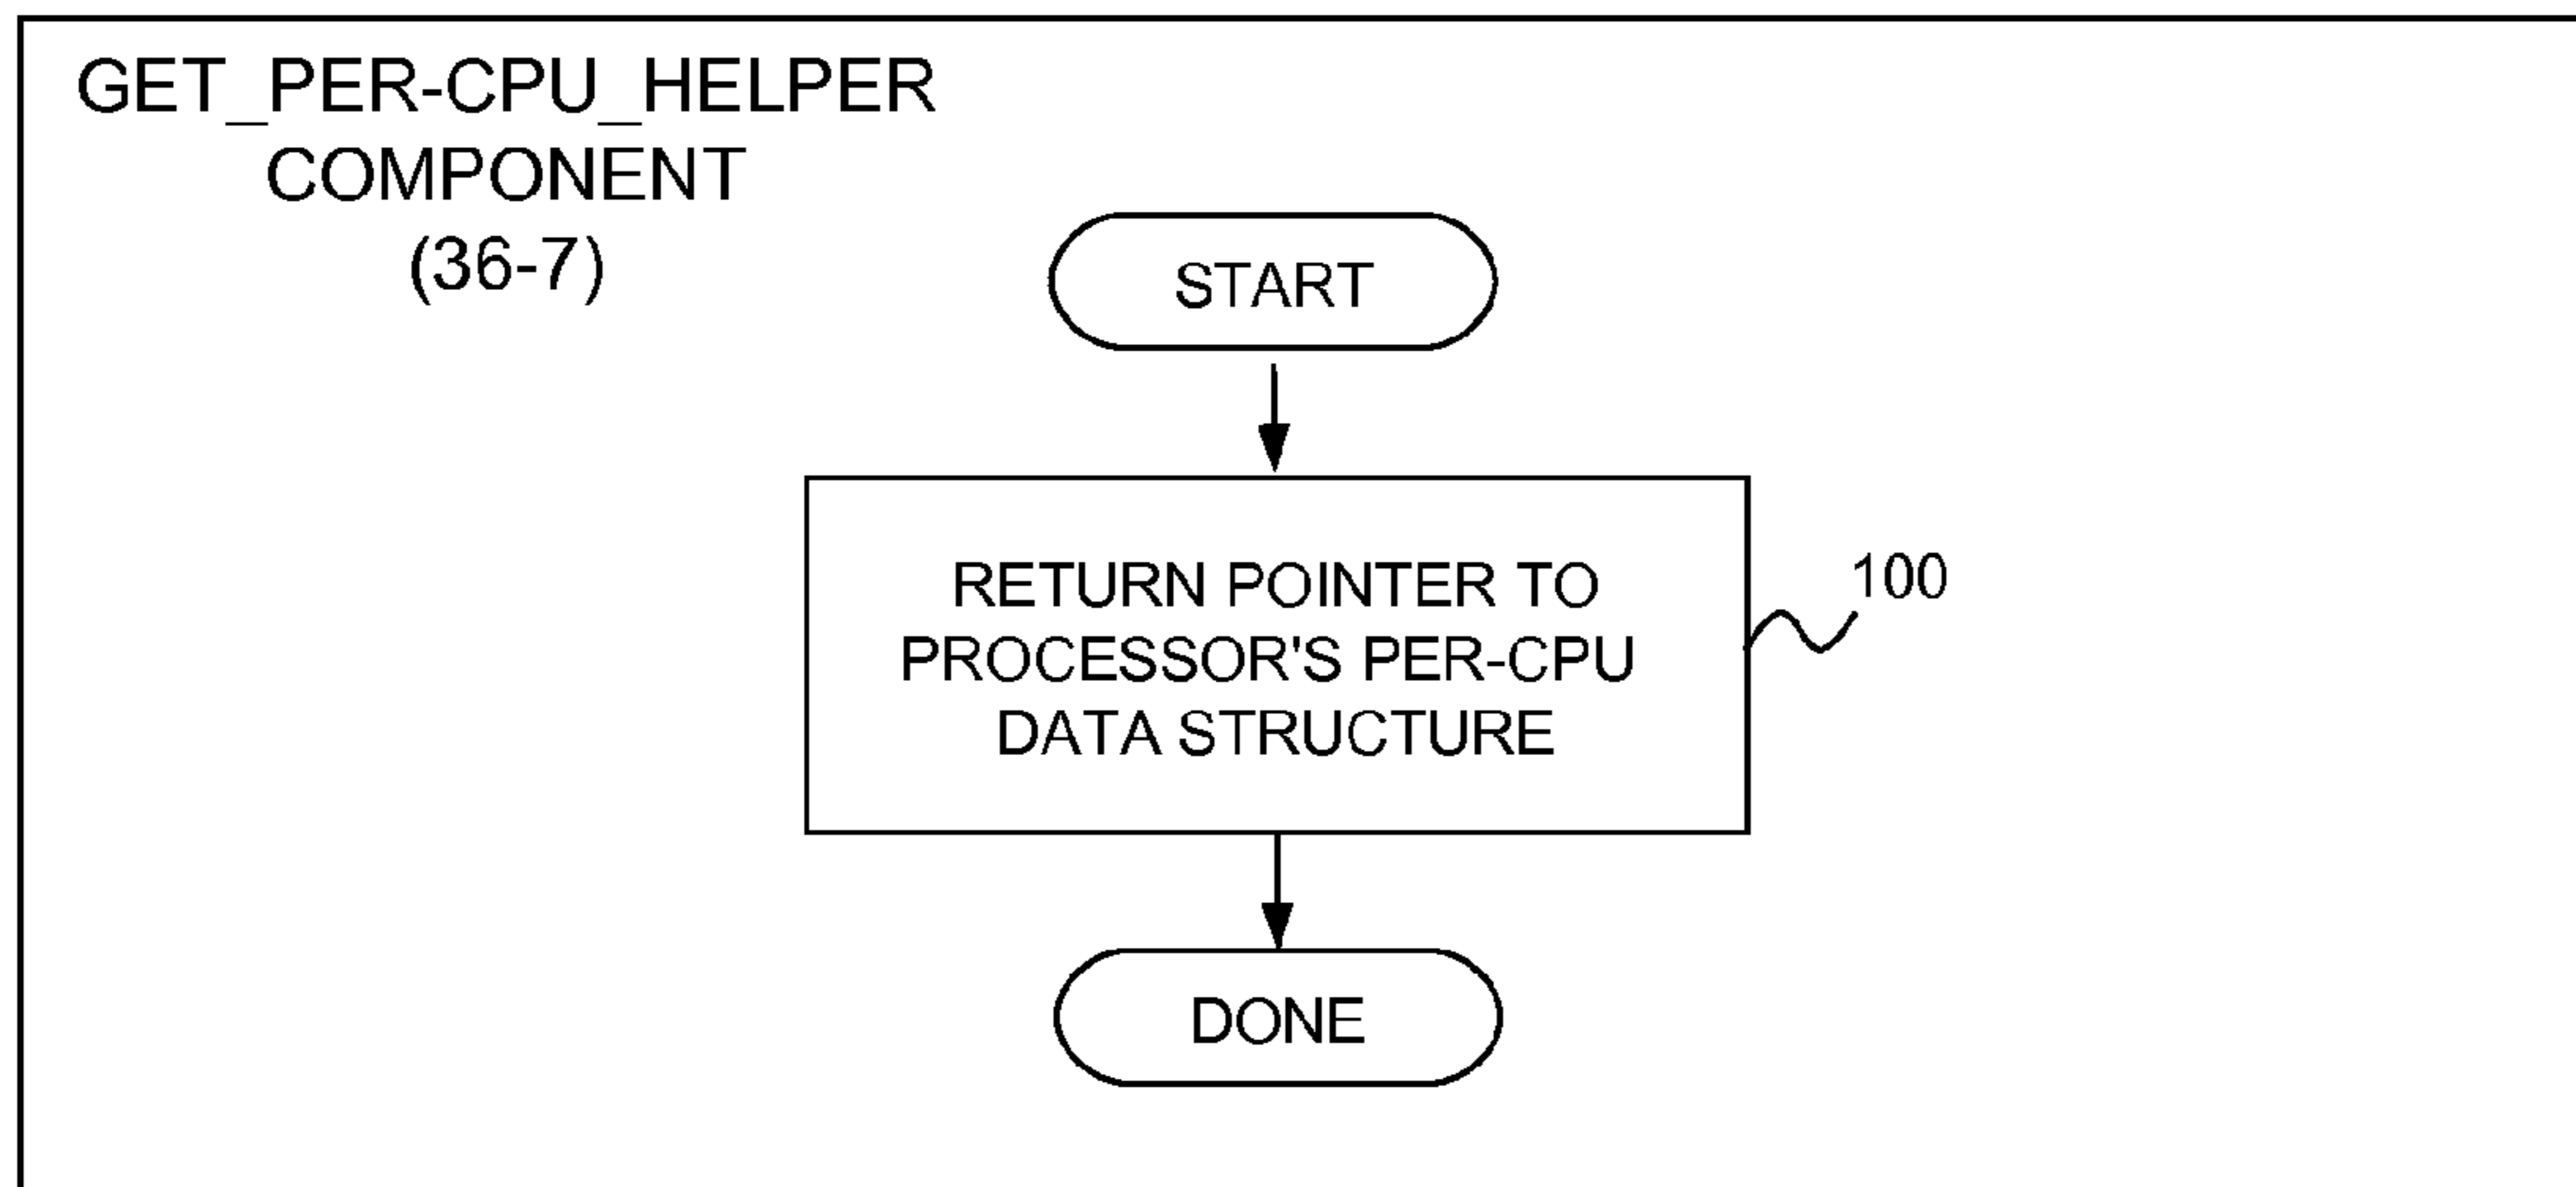 GET_PER-CPU_HELPER
COMPONENT
(36-7)
START
RETURN POINTER TO
PROCESSOR'S PER-CPU
DATA STRUCTURE
100
DONE